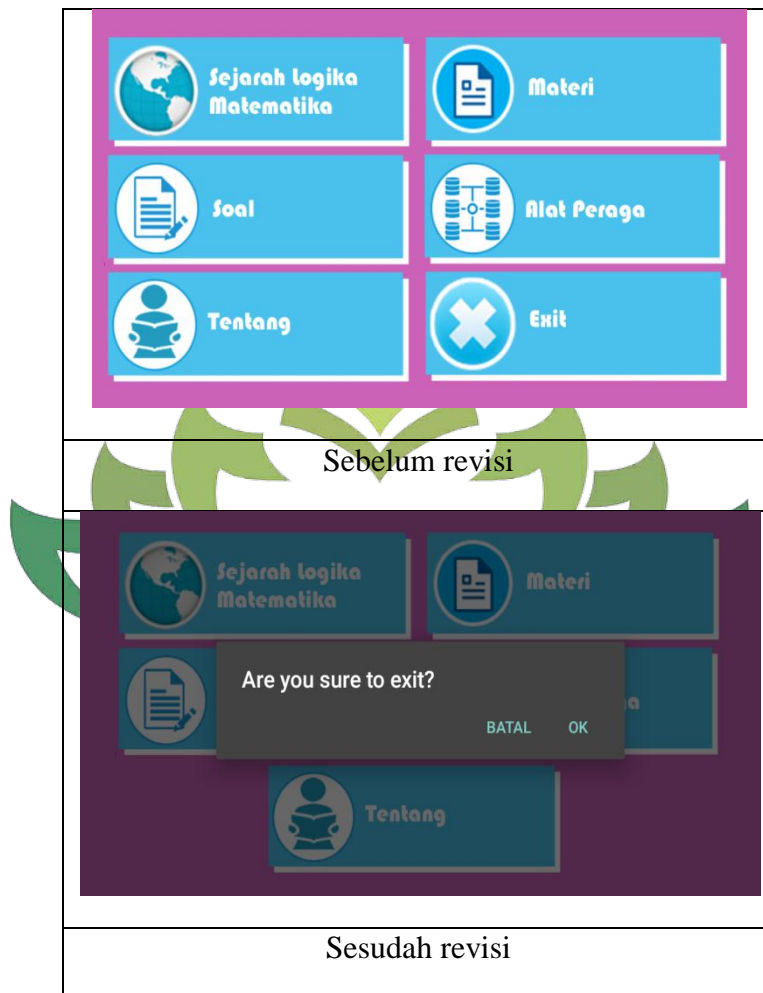 Sejarah Logika
Matematika
Materi
Soal
Alat Peraga
Tentang
Exit
Sebelum revisi
Sejarah Logika
Matematika
Materi
Are you sure to exit?
ga
BATAL OK
Tentang
Sesudah revisi